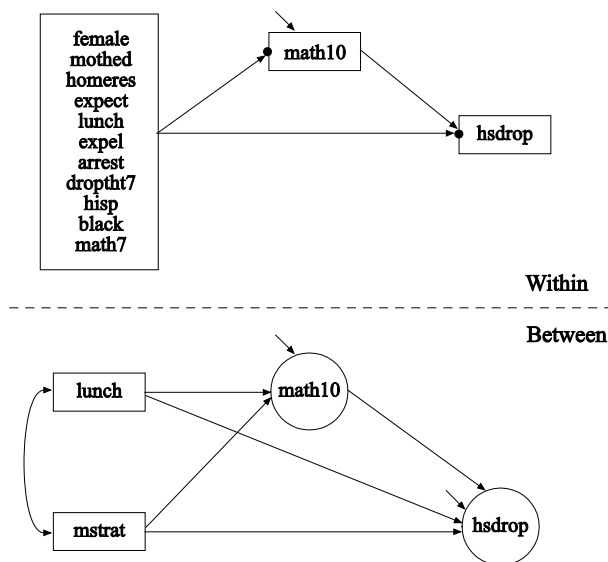 female
mothed
homeres
expect
lunch
expel
arrest
droptht7
hisp
black
math7
math10
hsdrop
Within
Between
lunch
math10
mstrat
hsdrop